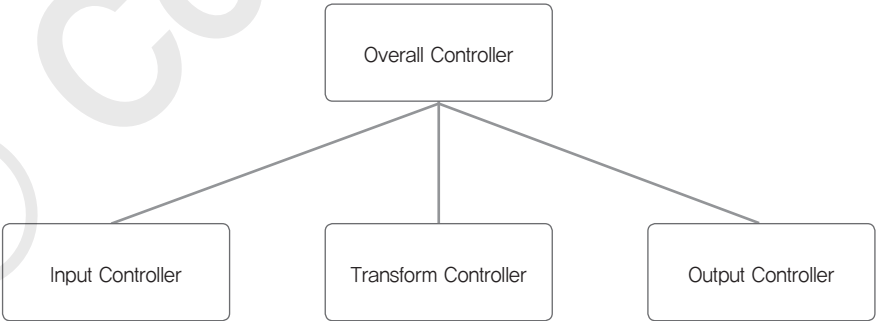 Overall Controller
Input Controller
Transform Controller
Output Controller